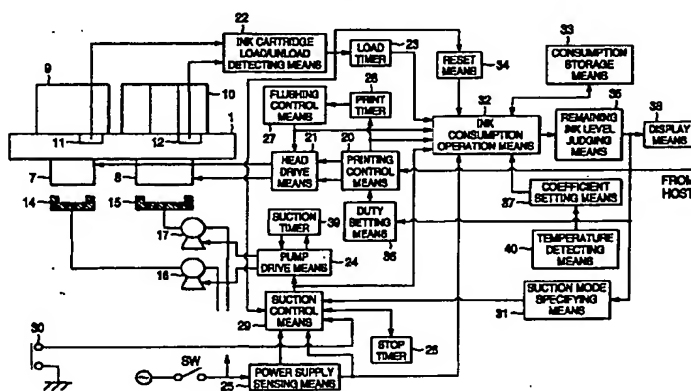 22
INK CARTRIDGE
LOAD/UNLOAD
DETECTING MEANS
23
LOAD
TIMER
33
CONSUMPTION
STORAGE
MEANS
9
10
RESET
MEANS
34
28
FLUSHING
CONTROL
MEANS
27
PRINT
TIMER
32
INK
CONSUMPTION
OPERATION MEANS
35
REMAINING
INK LEVEL
JUDGING
MEANS
38
DISPLAY
MEANS
1
11
12
21
HEAD
DRIVE
MEANS
20
PRINTING
CONTROL
MEANS
FROM
HOST
7
8
14
15
17
16
SUCTION
TIMER
39
DUTY
SETTING
MEANS
36
COEFFICIENT
SETTING MEANS
37
PUMP
DRIVE MEANS
24
40
TEMPERATURE
DETECTING
MEANS
SUCTION
CONTROL
MEANS
29
SUCTION MODE
SPECIFYING
MEANS
31
STOP
TIMER
26
30
SW
25
POWER SUPPLY
SENSING MEANS